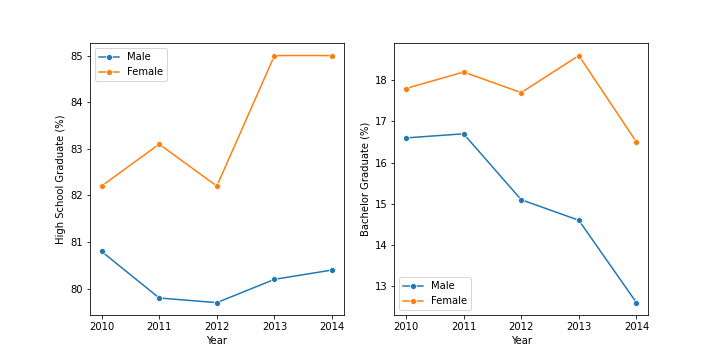 Male
Female
85
84
83
82
81
80
High School Graduate (%)
2010 2011 2012 2013 2014
Year
18
17
16
15
14
13
Bachelor Graduate (%)
Male
Female
2010 2011 2012 2013 2014
Year